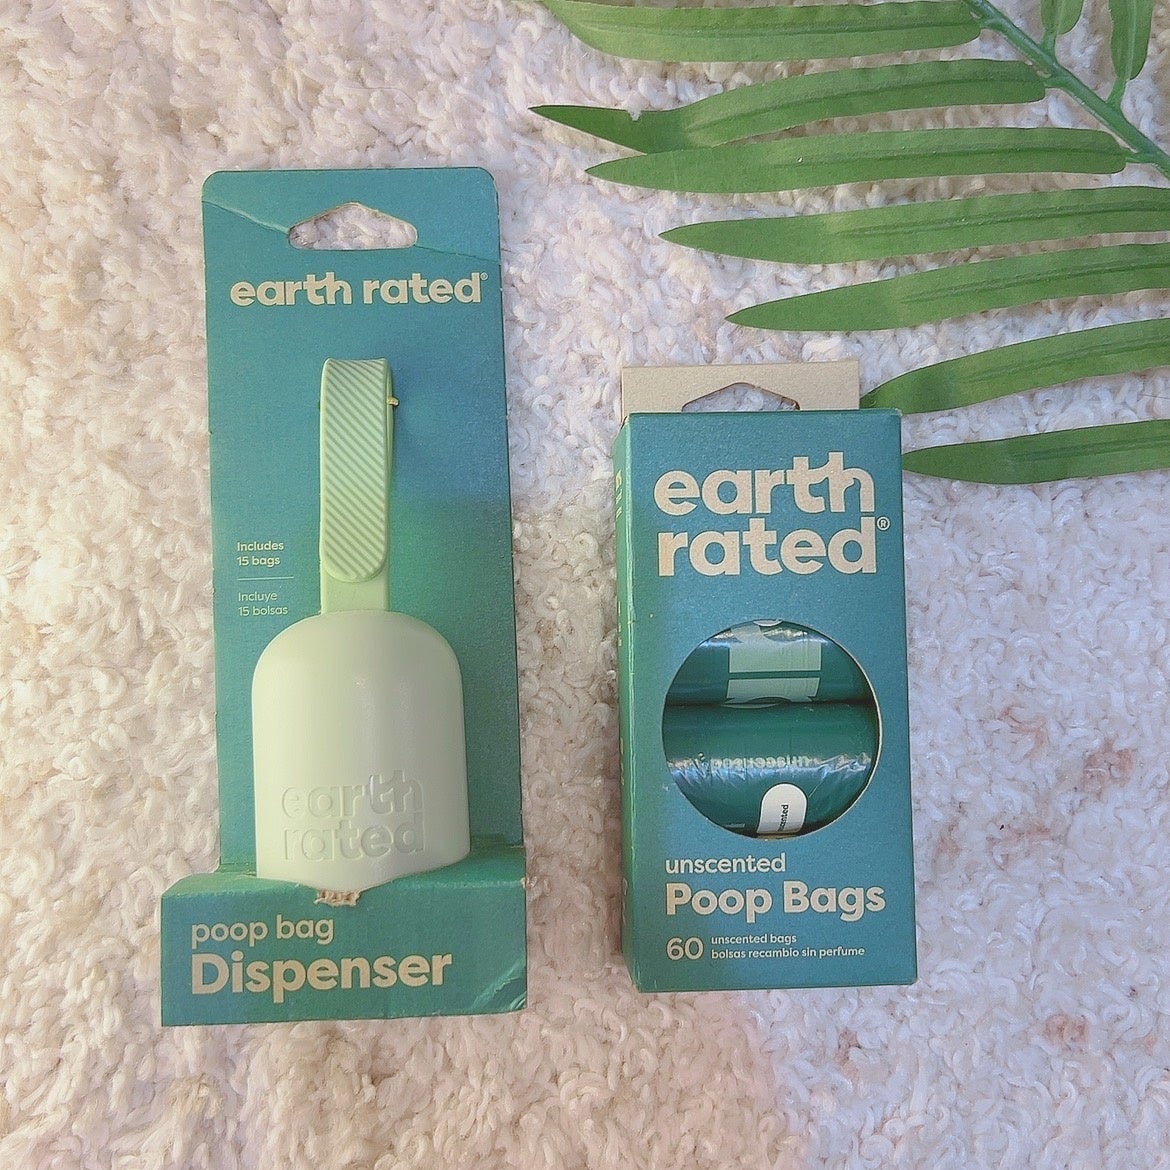 earth rated®
Includes
15 bags
Incluye
15 bolsas
earth
rated
poop bag
Dispenser
earth
rated®
unscented
Poop Bags
60
unscented bags
bolsas recambio sin perfume